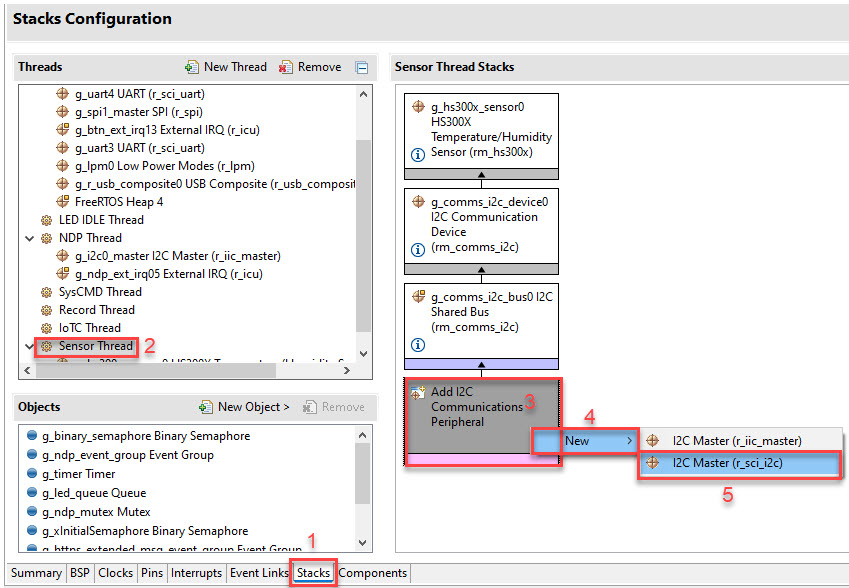 Stacks Configuration
Threads
New Thread
Remove
g_uart4 UART (r_sci_uart)
g_spi1_master SPI (r_spi)
g_btn_ext_irq13 External IRQ (r_icu)
g_uart3 UART (r_sci_uart)
g_lpm0 Low Power Modes (r_lpm)
g_r_usb_composite0 USB Composite (r_usb_composit
FreeRTOS Heap 4
LED IDLE Thread
NDP Thread
g_i2c0_master I2C Master (r_iic_master)
g_ndp_ext_irq05 External IRQ (r_icu)
SysCMD Thread
Record Thread
IoTC Thread
Sensor Thread
2
Objects
New Object >
Remove
g_binary_semaphore Binary Semaphore
g_ndp_event_group Event Group
g_timer Timer
g_led_queue Queue
g_ndp_mutex Mutex
g_xInitialSemaphore Binary Semaphore
g_https_extended_msg_event_group Event Group
1
Sensor Thread Stacks
g_hs300x_sensor0
HS300X
Temperature/Humidity
Sensor (rm_hs300x)
g_comms_i2c_device0
I2C Communication
Device
(rm_comms_i2c)
g_comms_i2c_bus0 I2C
Shared Bus
(rm_comms_i2c)
Add I2C
Communications
Peripheral
3
4
New >
I2C Master (r_iic_master)
I2C Master (r_sci_i2c)
5
Summary BSP Clocks Pins Interrupts Event Links Stacks Components